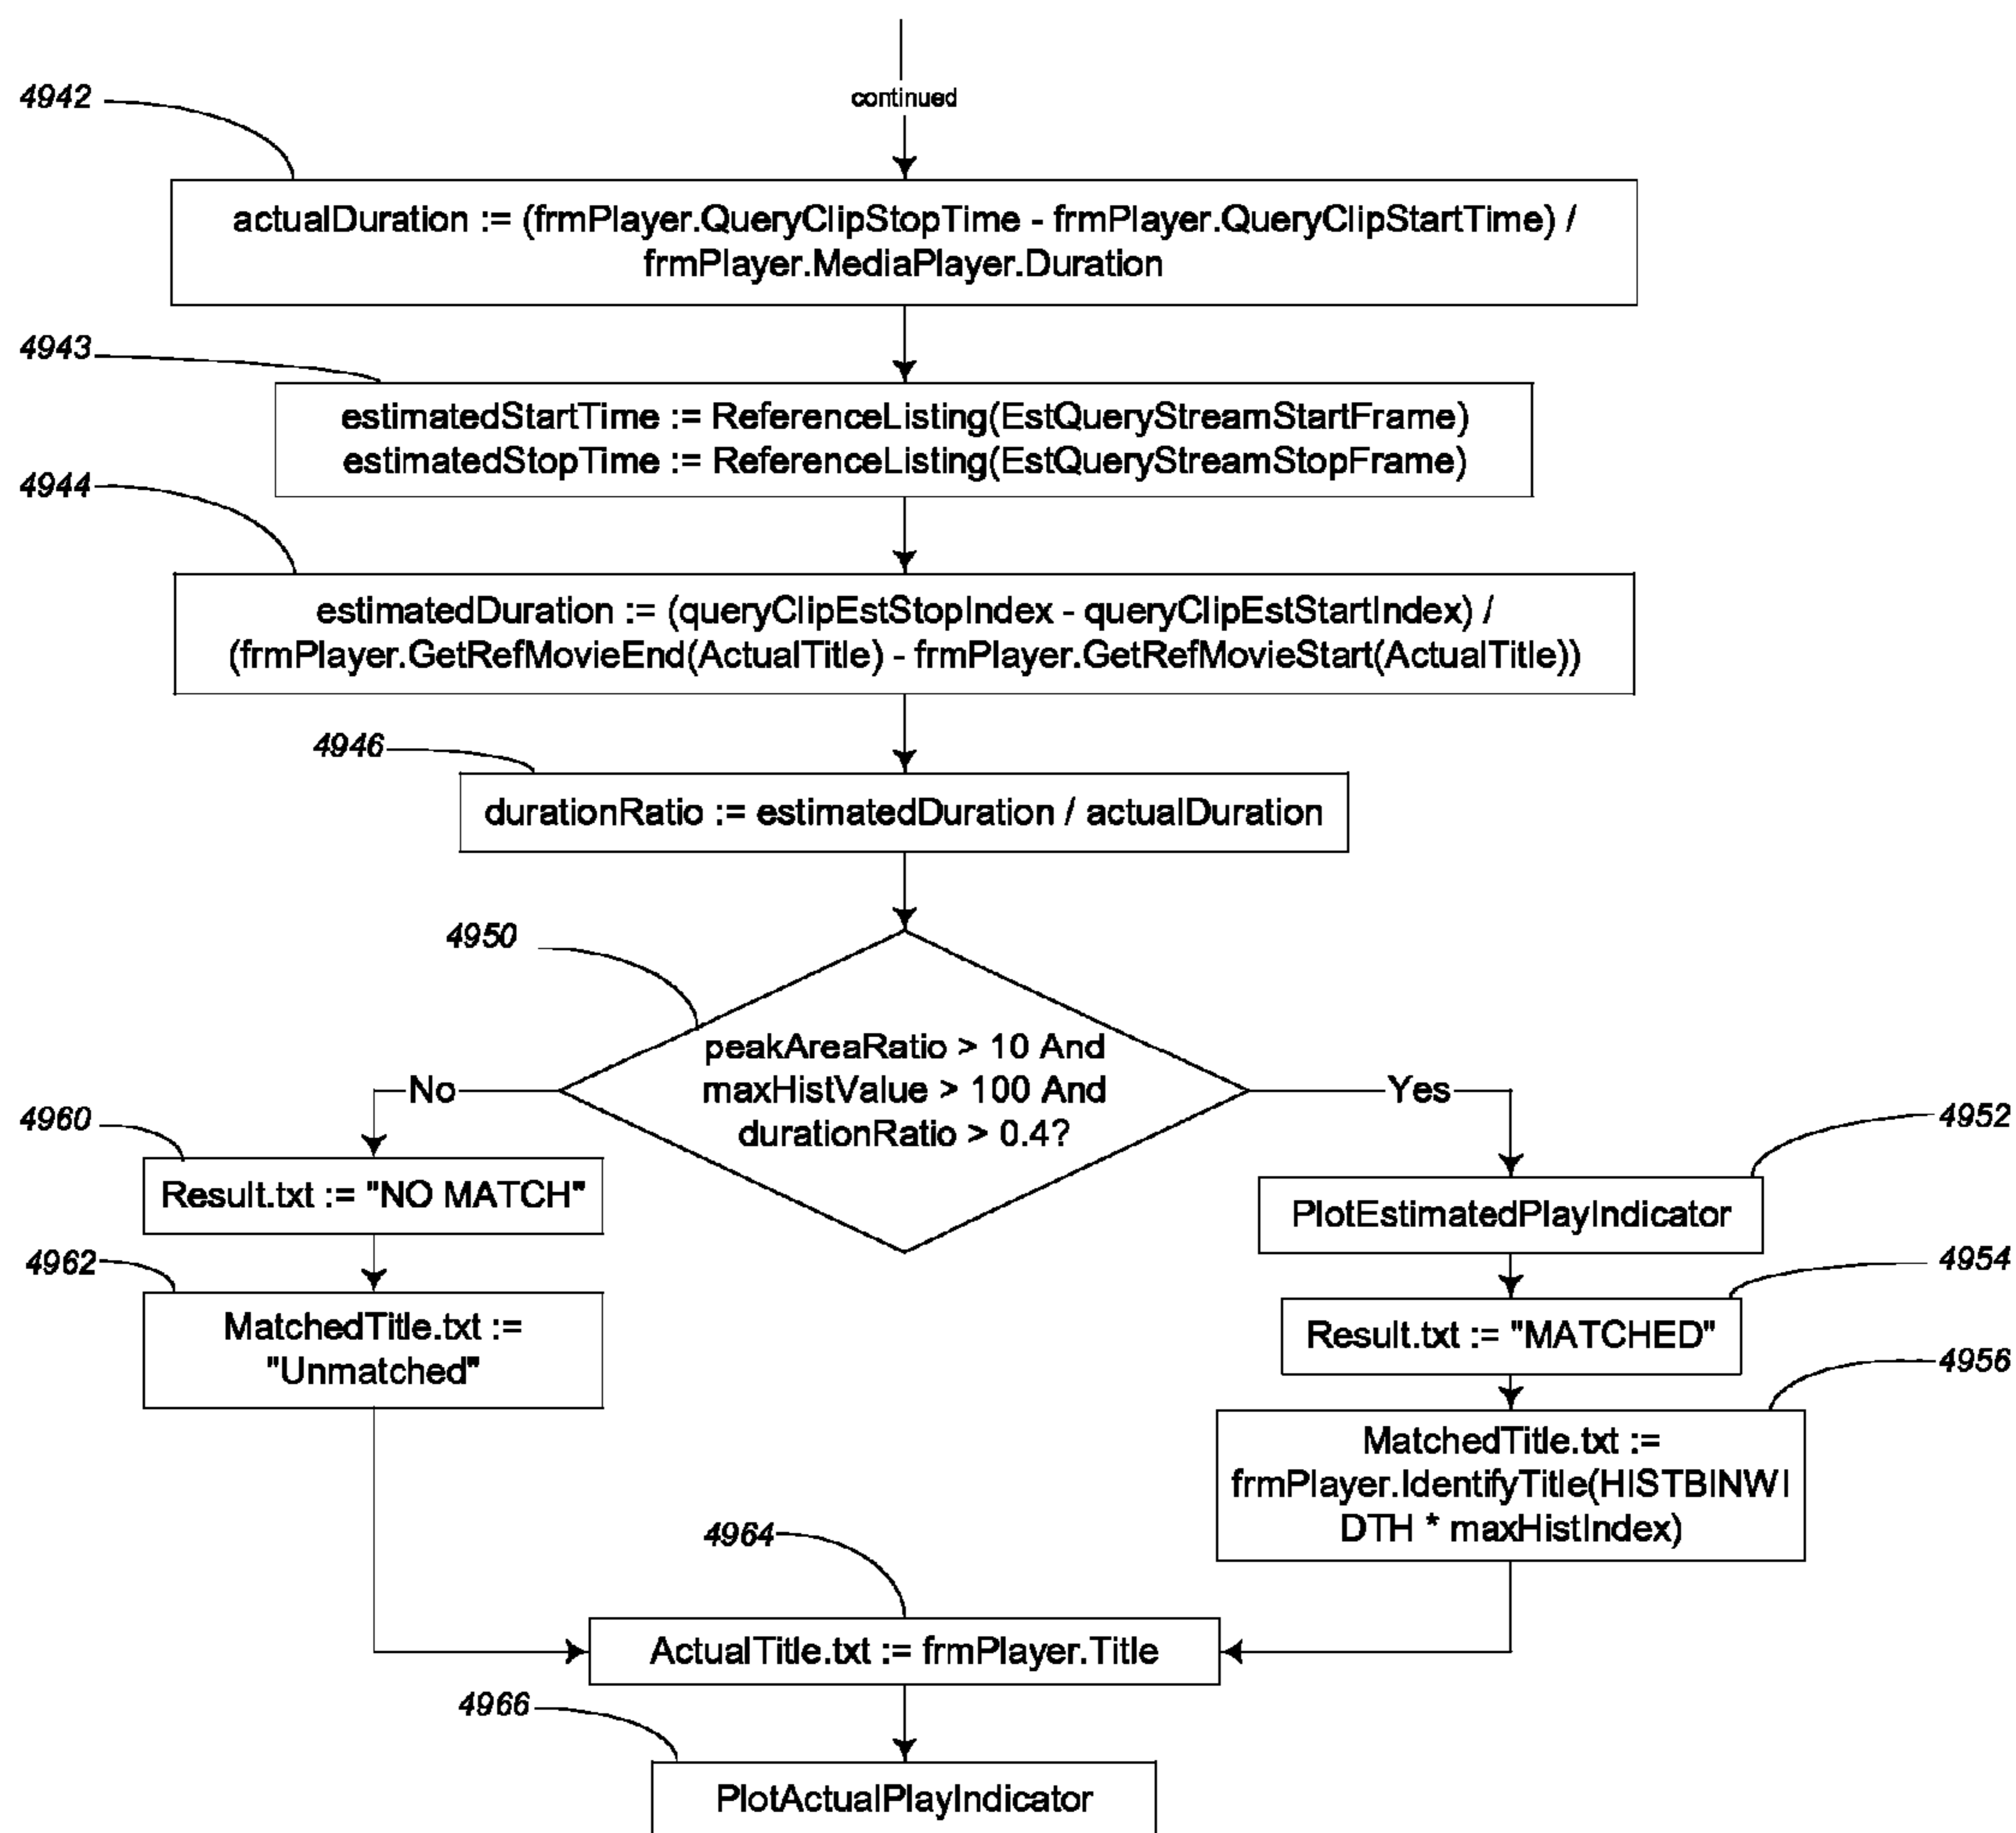 continued
4942
actualDuration := (frmPlayer.QueryClipStopTime - frmPlayer.QueryClipStartTime) /
frmPlayer.MediaPlayer.Duration
4943
estimatedStartTime := ReferenceListing(EstQueryStreamStartFrame)
estimatedStopTime := ReferenceListing(EstQueryStreamStopFrame)
4944
estimatedDuration := (queryClipEstStopIndex - queryClipEstStartIndex) /
(frmPlayer.GetRefMovieEnd(ActualTitle) - frmPlayer.GetRefMovieStart(ActualTitle))
4946
durationRatio := estimatedDuration / actualDuration
4950
peakAreaRatio > 10 And
maxHistValue > 100 And
durationRatio > 0.4?
No
Yes
4960
Result.txt := "NO MATCH"
4962
MatchedTitle.txt :=
"Unmatched"
4952
PlotEstimatedPlayIndicator
4954
Result.txt := "MATCHED"
4956
MatchedTitle.txt :=
frmPlayer.IdentifyTitle(HISTBINWI
DTH * maxHistIndex)
4964
ActualTitle.txt := frmPlayer.Title
4966
PlotActualPlayIndicator